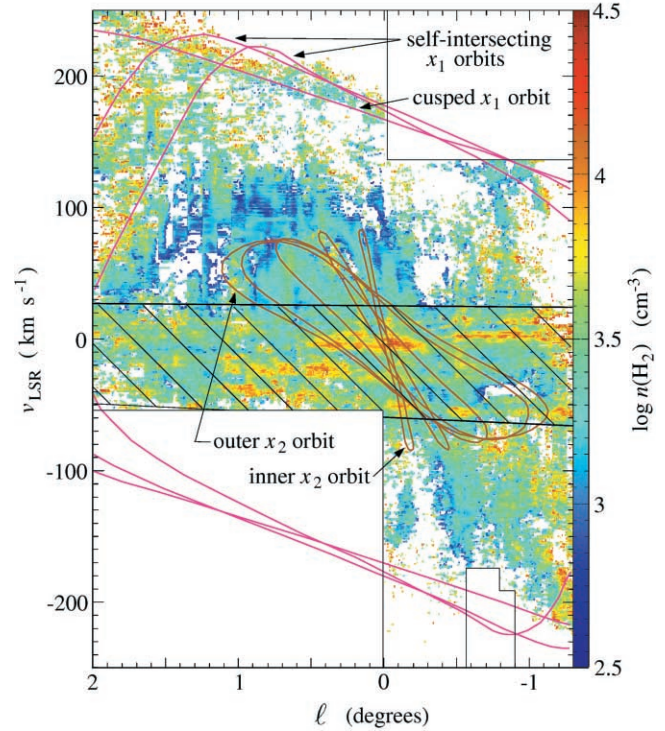 self-intersecting
x₁ orbits
cusped x₁ orbit
outer x₂ orbit
inner x₂ orbit
200
100
0
-100
-200
v_LSR (km s⁻¹)
2
1
0
-1
ℓ (degrees)
4.5
4
3.5
3
2.5
log n(H₂) (cm⁻³)